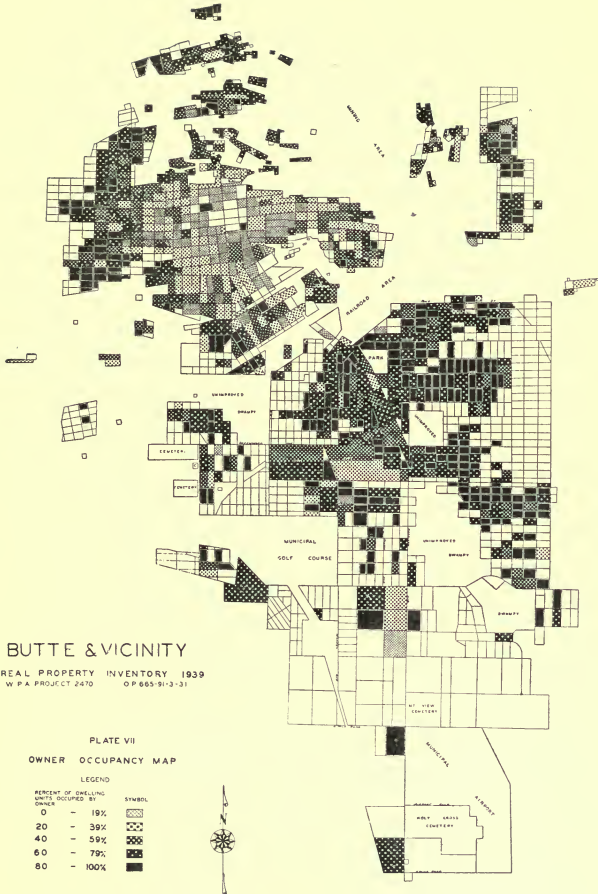 MINING
AREA
RAILROAD AREA
PARK
UNIMPROVED
UNIMPROVED
SWAMPY
CEMETERY
CEMETERY
MUNICIPAL
GOLF COURSE
UNIMPROVED
SWAMPY
SWAMPY
BUTTE & VICINITY
REAL PROPERTY INVENTORY 1939
W P A PROJECT 2470 O P 665-91-3-31
MT VIEW
CEMETERY
MUNICIPAL
AIRPORT
HOLY CROSS
CEMETERY
PLATE VII
OWNER OCCUPANCY MAP
LEGEND
PERCENT OF DWELLING
UNITS OCCUPIED BY
OWNER
SYMBOL
0 - 19%
20 - 39%
40 - 59%
60 - 79%
80 - 100%
N